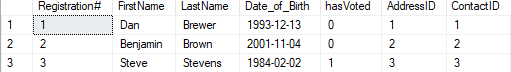 Registration# FirstName LastName Date_of_Birth hasVoted AddressID ContactID
1 1 Dan Brewer 1993-12-13 0 1 1
2 2 Benjamin Brown 2001-11-04 0 2 2
3 3 Steve Stevens 1984-02-02 1 3 3